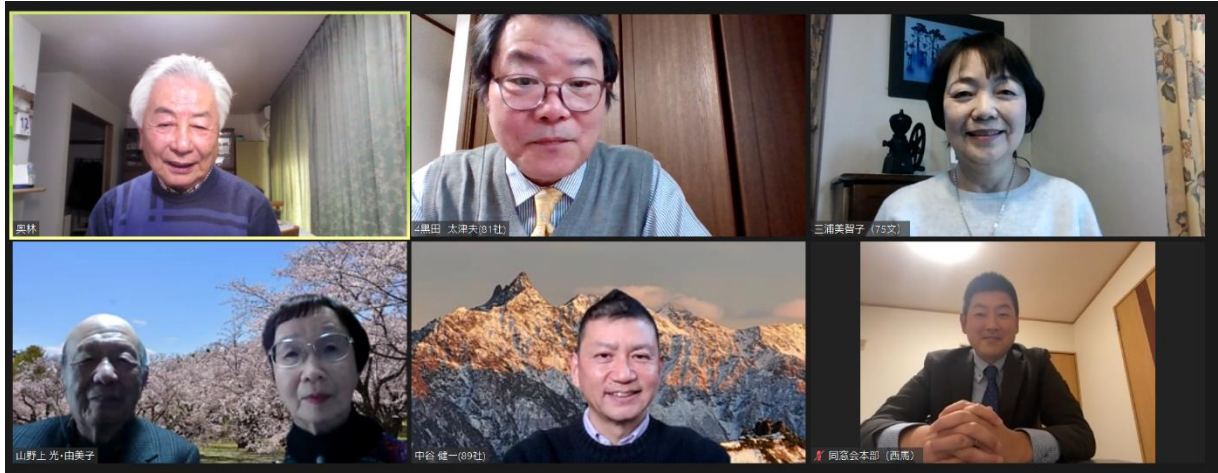 奥林
4黒田 太津夫(81社)
三浦美智子（75文）
山野上 光・由美子
中谷 健一(89社)
同窓会本部（西馬）